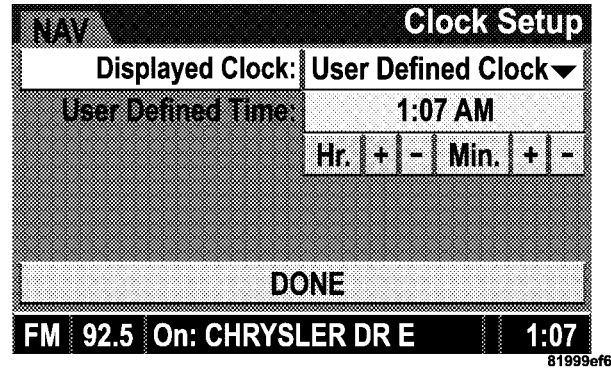 NAV Clock Setup
Displayed Clock: User Defined Clock
User Defined Time: 1:07 AM
Hr. + - Min. + -
DONE
FM 92.5 On: CHRYSLER DR E 1:07
81999ef6